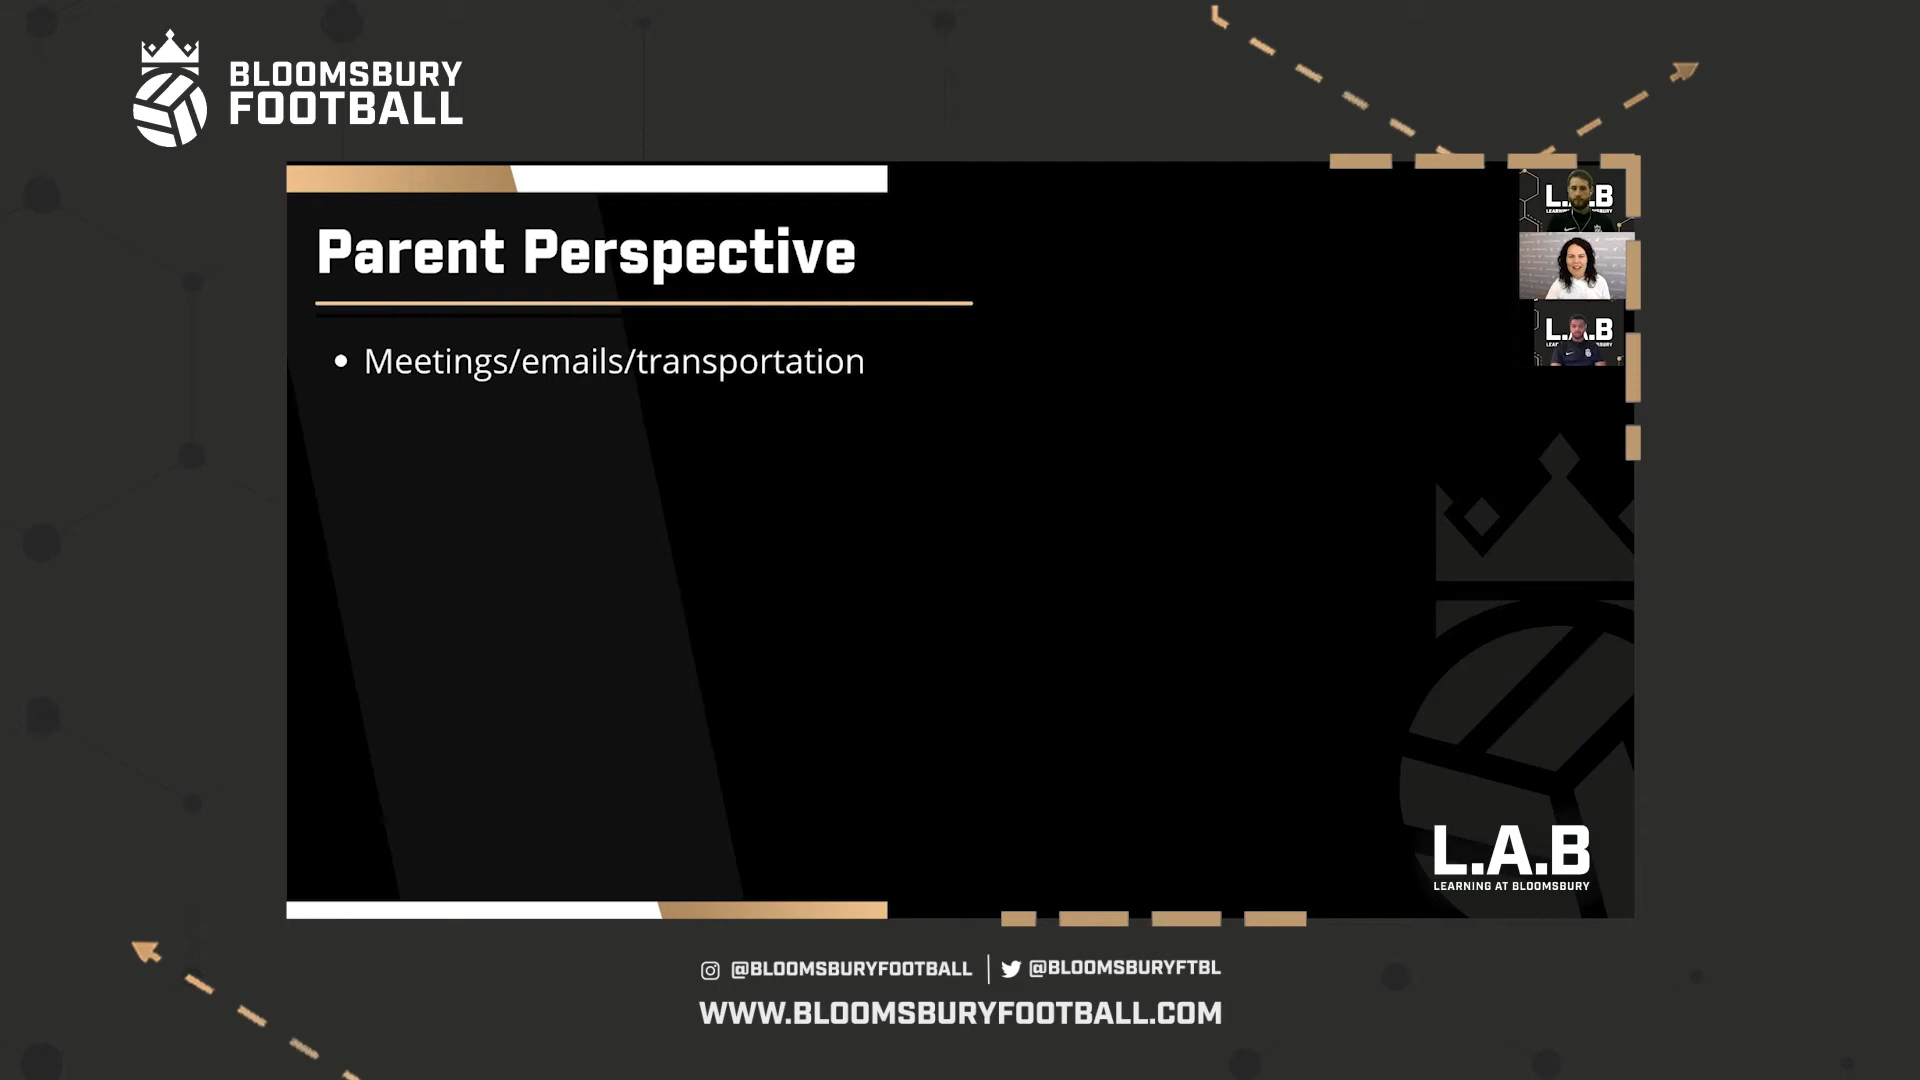 BLOOMSBURY
FOOTBALL
Parent Perspective
• Meetings/emails/transportation
L.A.B
LEARNING AT BLOOMSBURY
@BLOOMSBURYFOOTBALL | @BLOOMSBURYFTBL
WWW.BLOOMSBURYFOOTBALL.COM